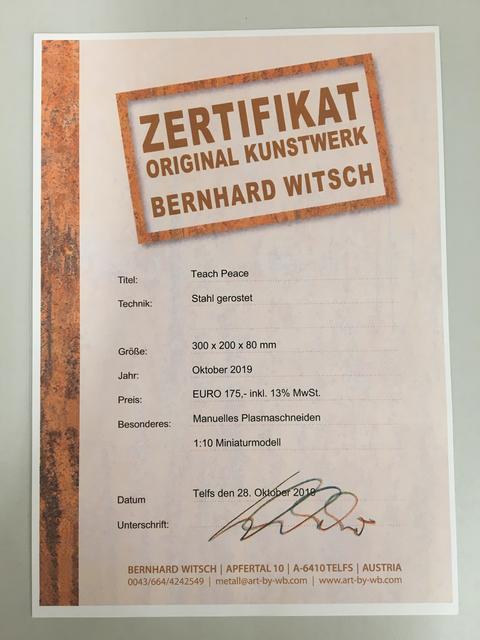 ZERTIFIKAT
ORIGINAL KUNSTWERK
BERNHARD WITSCH
Titel: Teach Peace
Technik: Stahl gerostet
Größe: 300 x 200 x 80 mm
Jahr: Oktober 2019
Preis: EURO 175,- inkl. 13% MwSt.
Besonderes: Manuelles Plasmaschneiden
1:10 Miniaturmodell
Datum Telfs den 28. Oktober 2019
Unterschrift:
BERNHARD WITSCH | APFERTAL 10 | A-6410 TELFS | AUSTRIA
0043/664/4242549 | metall@art-by-wb.com | www.art-by-wb.com